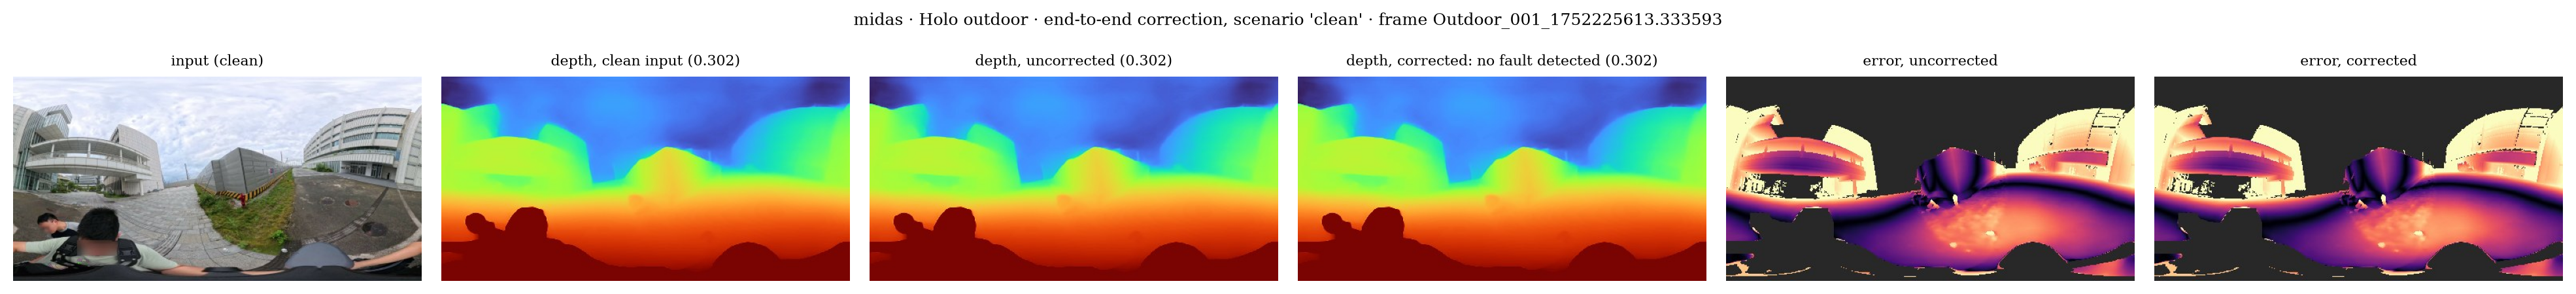 midas · Holo outdoor · end-to-end correction, scenario 'clean' · frame Outdoor_001_1752225613.333593
input (clean)
depth, clean input (0.302)
depth, uncorrected (0.302)
depth, corrected: no fault detected (0.302)
error, uncorrected
error, corrected